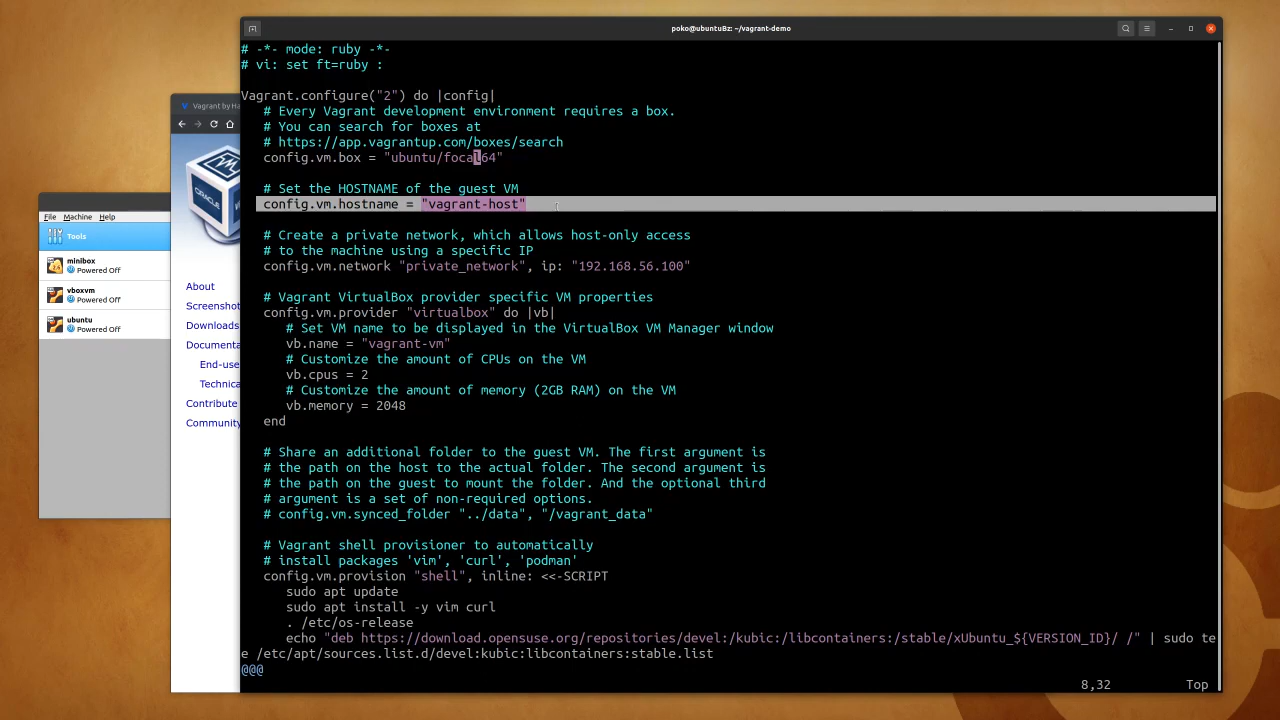 poko@ubuntuBz: ~/vagrant-demo
# -*- mode: ruby -*-
# vi: set ft=ruby :
Vagrant.configure("2") do |config|
# Every Vagrant development environment requires a box.
# You can search for boxes at
# https://app.vagrantup.com/boxes/search
config.vm.box = "ubuntu/focal64"
# Set the HOSTNAME of the guest VM
config.vm.hostname = "vagrant-host"
# Create a private network, which allows host-only access
# to the machine using a specific IP
config.vm.network "private_network", ip: "192.168.56.100"
# Vagrant VirtualBox provider specific VM properties
config.vm.provider "virtualbox" do |vb|
# Set VM name to be displayed in the VirtualBox VM Manager window
vb.name = "vagrant-vm"
# Customize the amount of CPUs on the VM
vb.cpus = 2
# Customize the amount of memory (2GB RAM) on the VM
vb.memory = 2048
end
# Share an additional folder to the guest VM. The first argument is
# the path on the host to the actual folder. The second argument is
# the path on the guest to mount the folder. And the optional third
# argument is a set of non-required options.
# config.vm.synced_folder "../data", "/vagrant_data"
# Vagrant shell provisioner to automatically
# install packages 'vim', 'curl', 'podman'
config.vm.provision "shell", inline: <<-SCRIPT
sudo apt update
sudo apt install -y vim curl
. /etc/os-release
echo "deb https://download.opensuse.org/repositories/devel:/kubic:/libcontainers:/stable/xUbuntu_${VERSION_ID}/ /" | sudo te
e /etc/apt/sources.list.d/devel:kubic:libcontainers:stable.list
@@@
8,32 Top
Vagrant by Ha
VM
ORACLE
About
Screenshot
Downloads
Documenta
End-use
Technica
Contribute
Community
File Machine Help
Tools
minibox
Powered Off
vboxvm
Powered Off
ubuntu
Powered Off